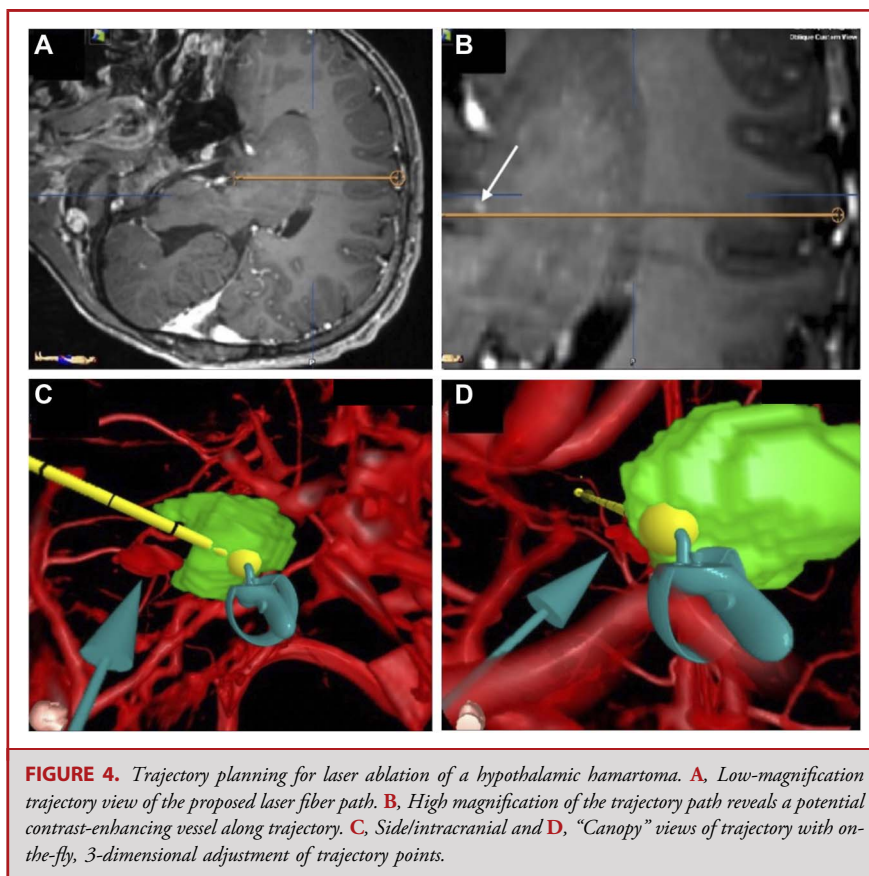 A
B
Oblique Custom View
C
D
FIGURE 4. Trajectory planning for laser ablation of a hypothalamic hamartoma. A, Low-magnification
trajectory view of the proposed laser fiber path. B, High magnification of the trajectory path reveals a potential
contrast-enhancing vessel along trajectory. C, Side/intracranial and D, “Canopy” views of trajectory with on-
the-fly, 3-dimensional adjustment of trajectory points.